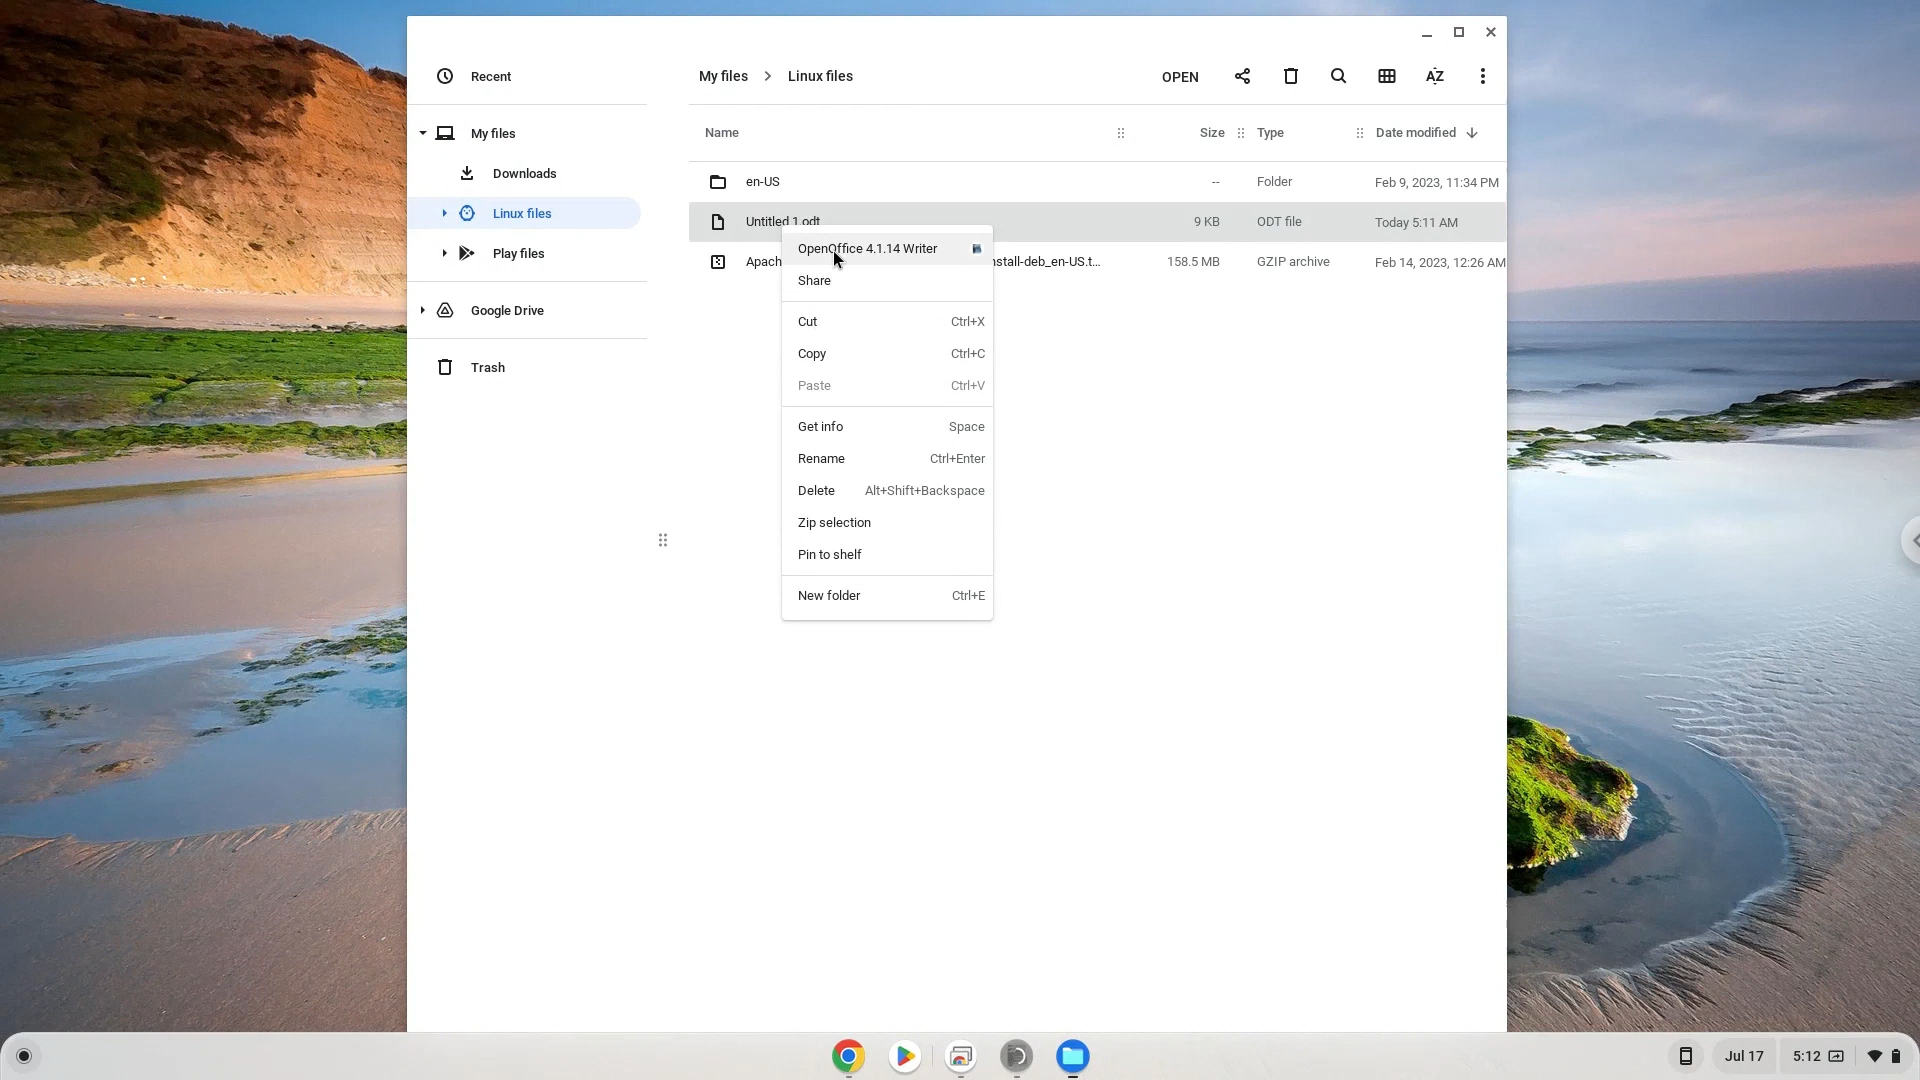 Recent
My files
Downloads
Linux files
Play files
Google Drive
Trash
My files > Linux files OPEN AZ
Name Size Type Date modified
en-US -- Folder Feb 9, 2023, 11:34 PM
Untitled 1.odt 9 KB ODT file Today 5:11 AM
Apach nstall-deb_en-US.t... 158.5 MB GZIP archive Feb 14, 2023, 12:26 AM
OpenOffice 4.1.14 Writer
Share
Cut Ctrl+X
Copy Ctrl+C
Paste Ctrl+V
Get info Space
Rename Ctrl+Enter
Delete Alt+Shift+Backspace
Zip selection
Pin to shelf
New folder Ctrl+E
Jul 17 5:12